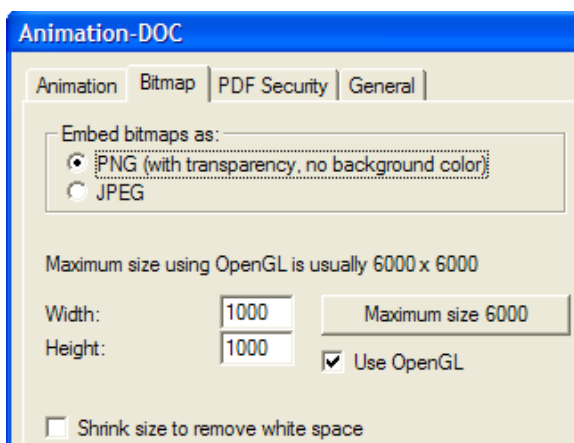 Animation-DOC
Animation Bitmap PDF Security General
Embed bitmaps as:
PNG (with transparency, no background color)
JPEG
Maximum size using OpenGL is usually 6000 x 6000
Width: 1000 Maximum size 6000
Height: 1000 Use OpenGL
Shrink size to remove white space